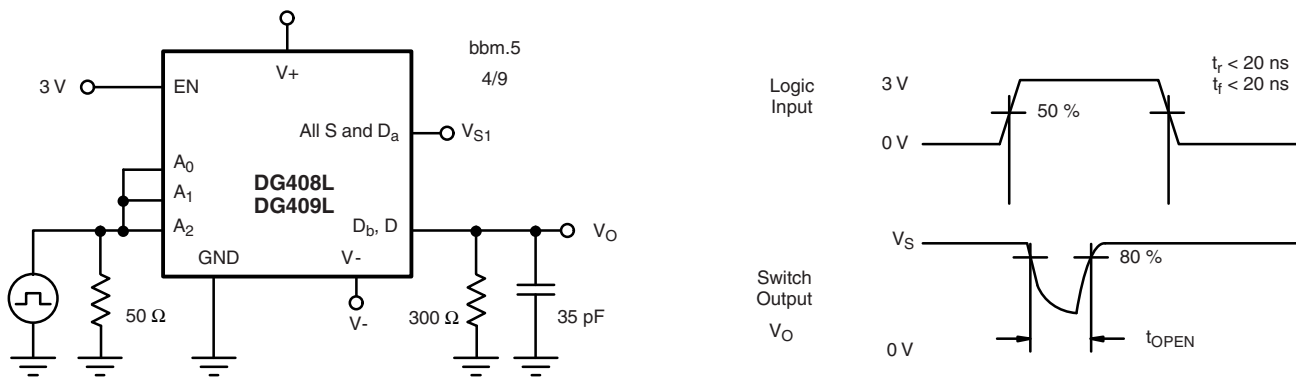 bbm.5
4/9
V+
3 V
EN
All S and Da
VS1
A0
A1
A2
DG408L
DG409L
Db, D
VO
GND
V-
V-
50 Ω
300 Ω
35 pF
Logic
Input
3 V
0 V
50 %
tr < 20 ns
tf < 20 ns
VS
80 %
Switch
Output
VO
0 V
tOPEN